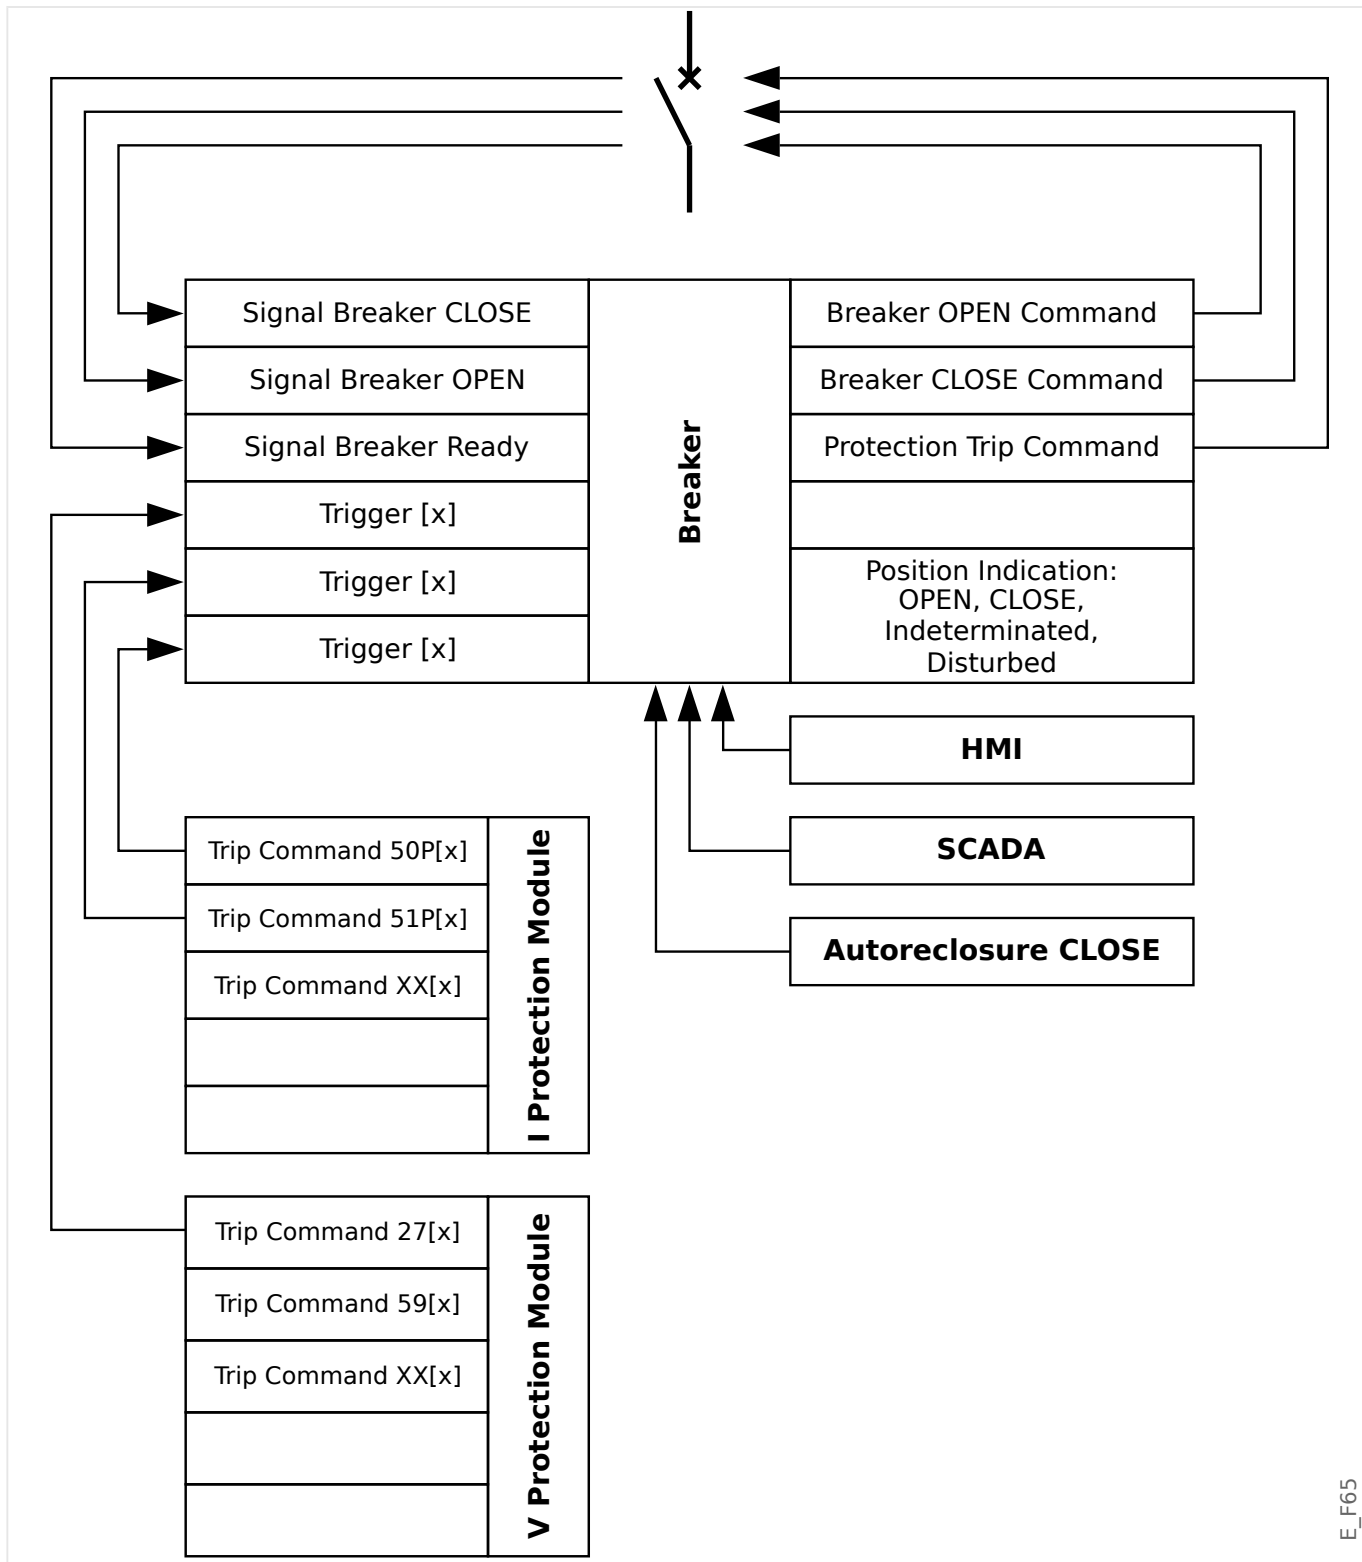 Signal Breaker CLOSE
Signal Breaker OPEN
Signal Breaker Ready
Trigger [x]
Trigger [x]
Trigger [x]
Breaker
Breaker OPEN Command
Breaker CLOSE Command
Protection Trip Command
Position Indication:
OPEN, CLOSE,
Indeterminated,
Disturbed
HMI
SCADA
Autoreclosure CLOSE
Trip Command 50P[x]
Trip Command 51P[x]
Trip Command XX[x]
I Protection Module
Trip Command 27[x]
Trip Command 59[x]
Trip Command XX[x]
V Protection Module
E_F65